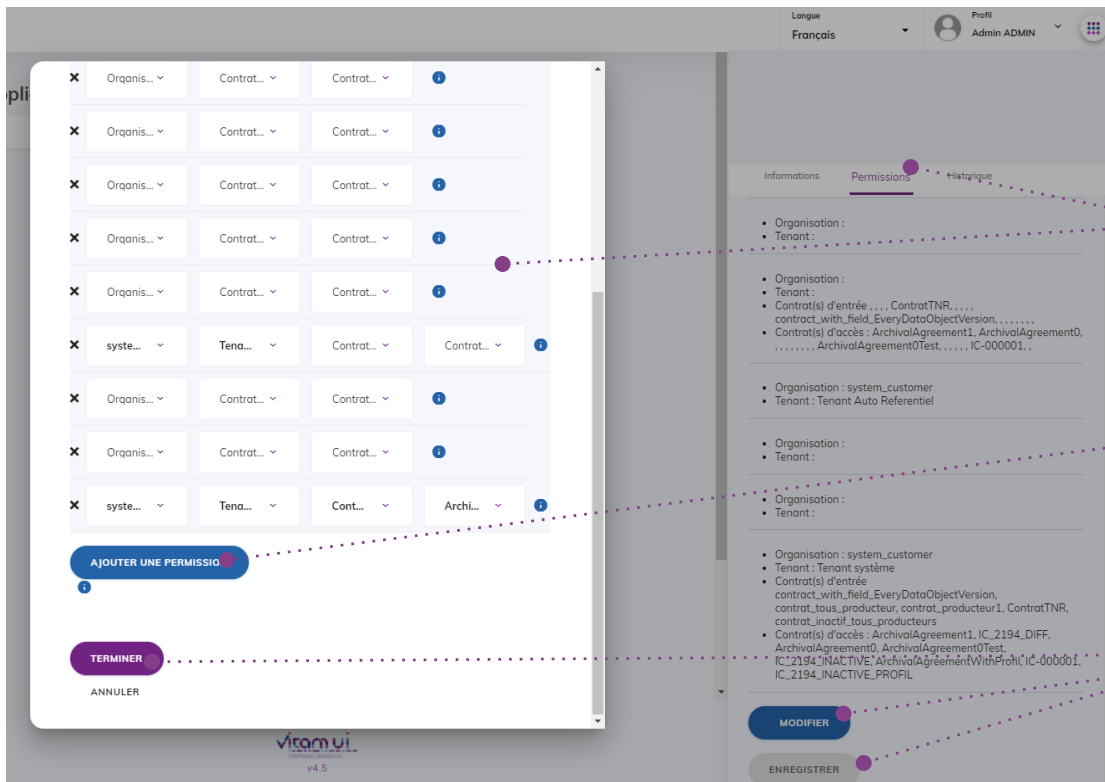 Langue
Français
Profil
Admin ADMIN
pplic
Organis... Contrat... Contrat...
Organis... Contrat... Contrat...
Organis... Contrat... Contrat...
Organis... Contrat... Contrat...
Organis... Contrat... Contrat...
syste... Tena... Contrat... Contrat...
Organis... Contrat... Contrat...
Organis... Contrat... Contrat...
syste... Tena... Cont... Archi...
AJOUTER UNE PERMISSION
TERMINER
ANNULER
vitam ui
v4.5
Informations Permissions Historique
Organisation :
Tenant :
Organisation :
Tenant :
Contrat(s) d'entrée , , , , ContratTNR, , , , ,
contract_with_field_EveryDataObjectVersion, , , , , , , ,
Contrat(s) d'accès : ArchivalAgreement1, ArchivalAgreement0,
, , , , , , , , ArchivalAgreement0Test, , , , , , IC-000001, ,
Organisation : system_customer
Tenant : Tenant Auto Referentiel
Organisation :
Tenant :
Organisation :
Tenant :
Organisation : system_customer
Tenant : Tenant système
Contrat(s) d'entrée
contract_with_field_EveryDataObjectVersion,
contrat_tous_producteur, contrat_producteur1, ContratTNR,
contrat_inactif_tous_producteurs
Contrat(s) d'accès : ArchivalAgreement1, IC_2194_DIFF,
ArchivalAgreement0, ArchivalAgreement0Test,
IC_2194_INACTIVE, ArchivalAgreementWithProfil, IC-000001,
IC_2194_INACTIVE_PROFIL
MODIFIER
ENREGISTRER